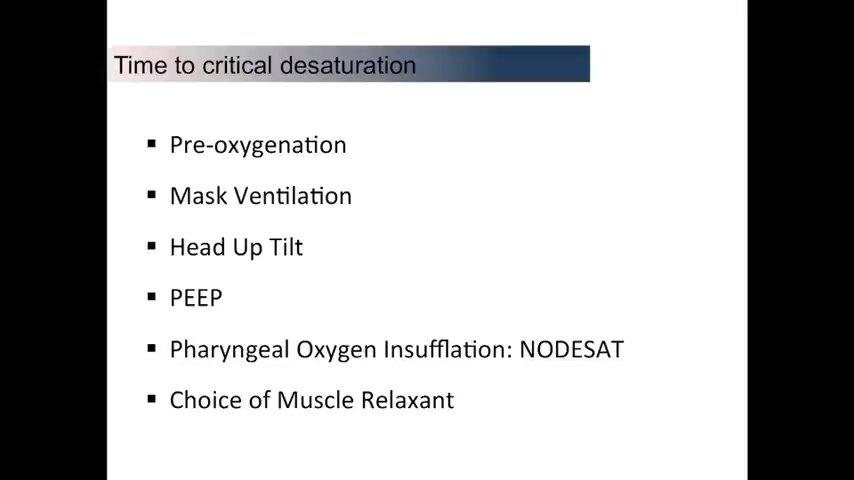 Time to critical desaturation
▪ Pre-oxygenation
▪ Mask Ventilation
▪ Head Up Tilt
▪ PEEP
▪ Pharyngeal Oxygen Insufflation: NODESAT
▪ Choice of Muscle Relaxant